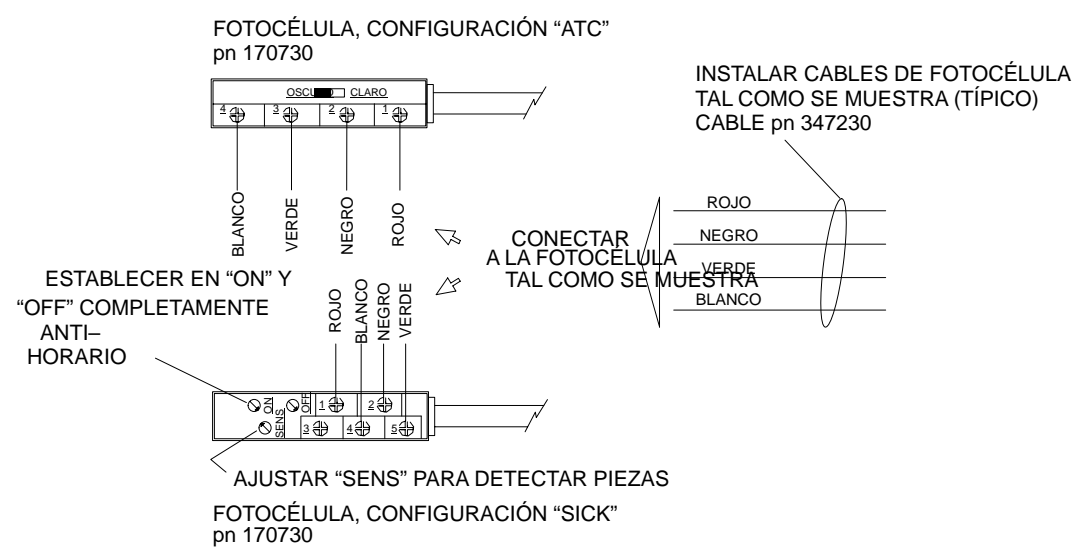 FOTOCÉLULA, CONFIGURACIÓN “ATC”
pn 170730
INSTALAR CABLES DE FOTOCÉLULA
TAL COMO SE MUESTRA (TÍPICO)
CABLE pn 347230
CLARO
4 3 2 1
BLANCO
VERDE
NEGRO
ROJO
ROJO
NEGRO
VERDE
BLANCO
CONECTAR
A LA FOTOCÉLULA
TAL COMO SE MUESTRA
ESTABLECER EN “ON” Y
“OFF” COMPLETAMENTE
ANTI–
HORARIO
ROJO
BLANCO
NEGRO
VERDE
ON
OFF
SENS
1 2
3 4 5
AJUSTAR “SENS” PARA DETECTAR PIEZAS
FOTOCÉLULA, CONFIGURACIÓN “SICK”
pn 170730